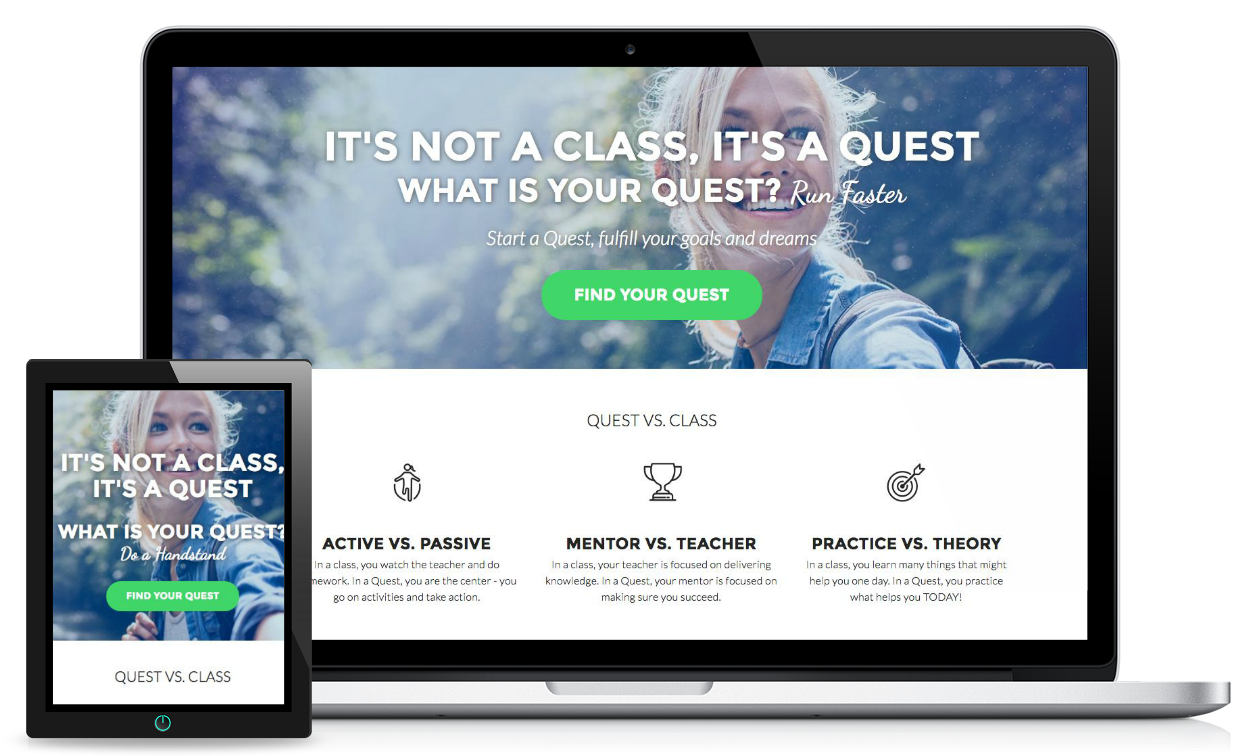 IT'S NOT A CLASS, IT'S A QUEST
WHAT IS YOUR QUEST? Run Faster
Start a Quest, fulfill your goals and dreams
FIND YOUR QUEST
QUEST VS. CLASS
ACTIVE VS. PASSIVE
In a class, you watch the teacher and do
mework. In a Quest, you are the center - you
go on activities and take action.
MENTOR VS. TEACHER
In a class, your teacher is focused on delivering
knowledge. In a Quest, your mentor is focused on
making sure you succeed.
PRACTICE VS. THEORY
In a class, you learn many things that might
help you one day. In a Quest, you practice
what helps you TODAY!
IT'S NOT A CLASS,
IT'S A QUEST
WHAT IS YOUR QUEST?
Do a Handstand
FIND YOUR QUEST
QUEST VS. CLASS